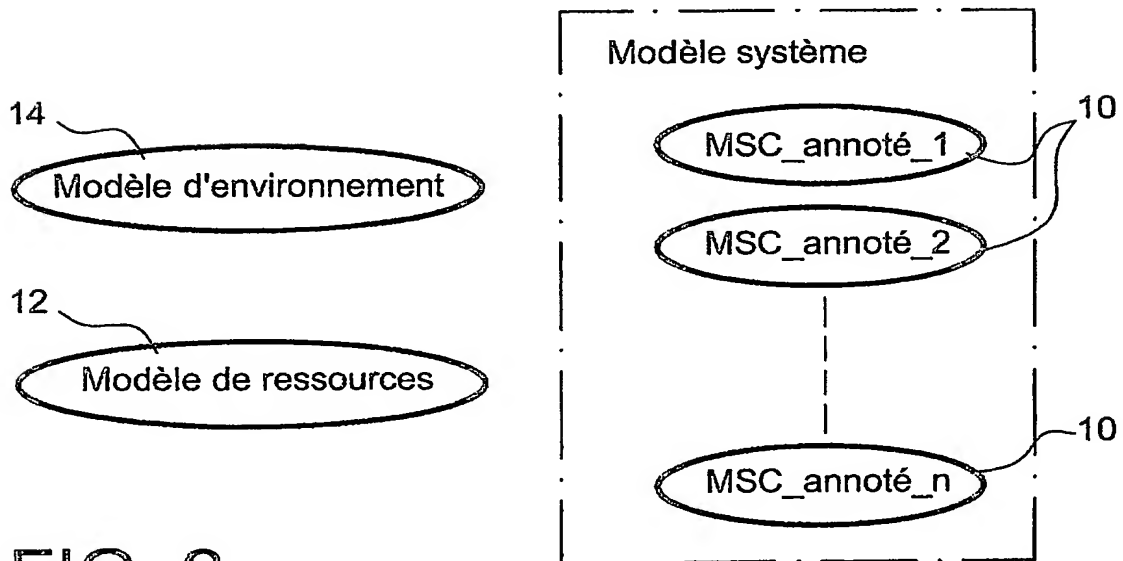 Modèle système
14
Modèle d'environnement
12
Modèle de ressources
MSC_annoté_1
10
MSC_annoté_2
MSC_annoté_n
10